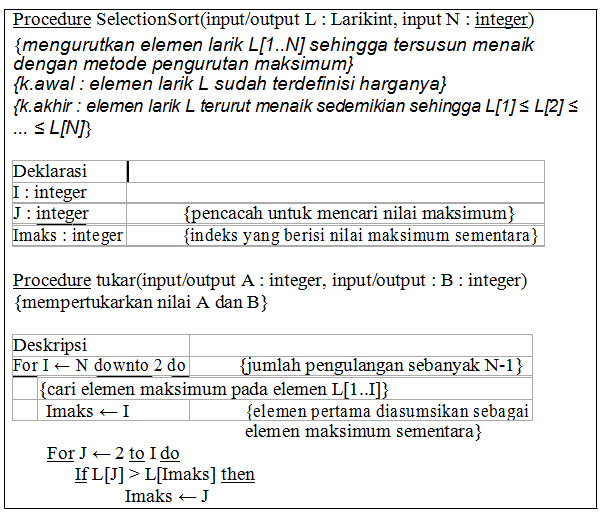 Procedure SelectionSort(input/output L : Larikint, input N : integer)
{mengurutkan elemen larik L[1..N] sehingga tersusun menaik
dengan metode pengurutan maksimum}
{k.awal : elemen larik L sudah terdefinisi harganya}
{k.akhir : elemen larik L terurut menaik sedemikian sehingga L[1] ≤ L[2] ≤
... ≤ L[N]}
Deklarasi
I : integer
J : integer {pencacah untuk mencari nilai maksimum}
Imaks : integer {indeks yang berisi nilai maksimum sementara}
Procedure tukar(input/output A : integer, input/output : B : integer)
{mempertukarkan nilai A dan B}
Deskripsi
For I ← N downto 2 do {jumlah pengulangan sebanyak N-1}
{cari elemen maksimum pada elemen L[1..I]}
Imaks ← I {elemen pertama diasumsikan sebagai
elemen maksimum sementara}
For J ← 2 to I do
If L[J] > L[Imaks] then
Imaks ← J